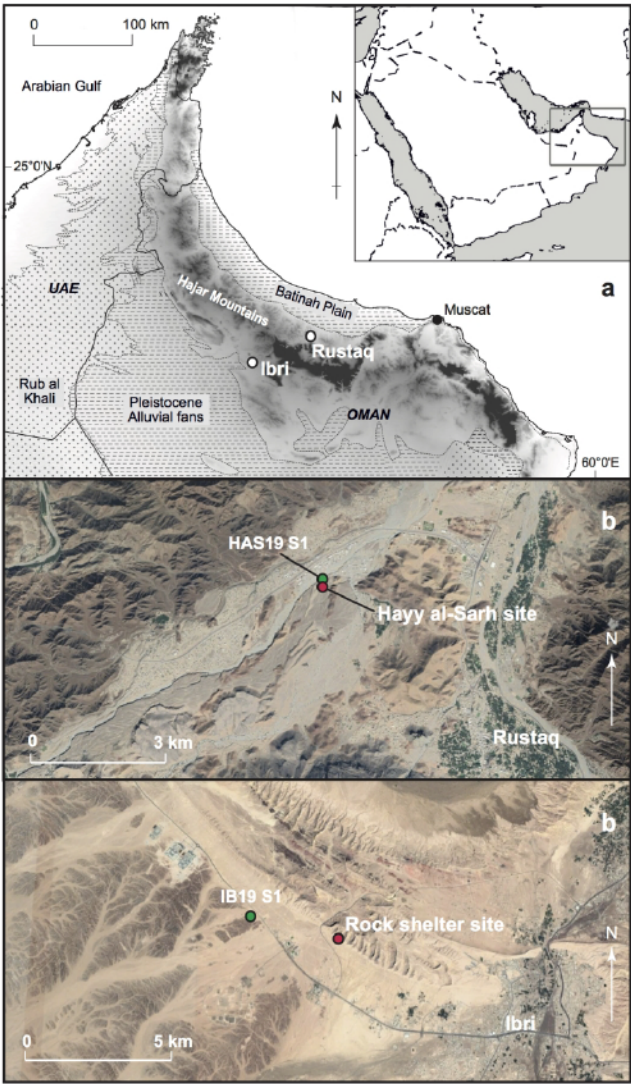 0 100 km
Arabian Gulf
N
25°0'N
a
UAE
Hajar Mountains
Batinah Plain
Muscat
Rustaq
Ibri
Rub al
Khali
Pleistocene
Alluvial fans
OMAN
60°0'E
b
HAS19 S1
Hayy al-Sarh site
N
0 3 km
Rustaq
b
IB19 S1
Rock shelter site
N
Ibri
0 5 km